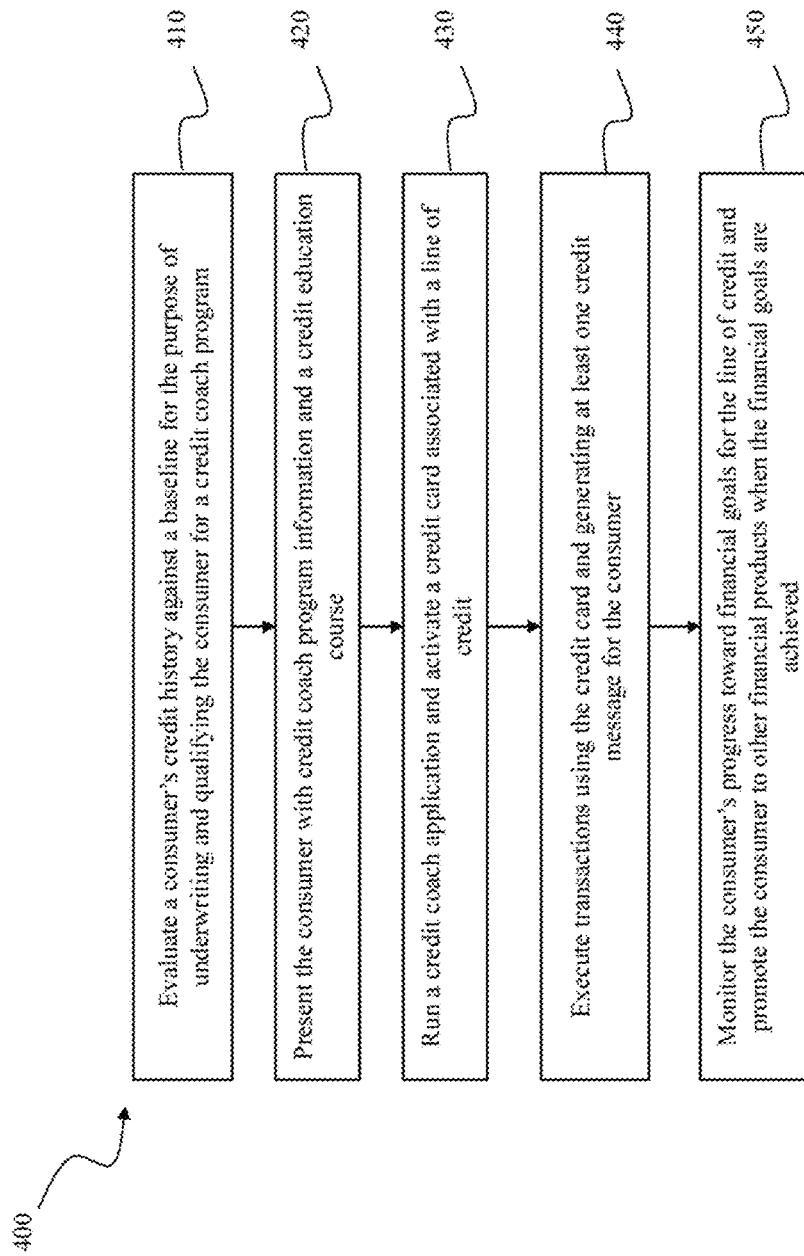 400
Evaluate a consumer's credit history against a baseline for the purpose of
underwriting and qualifying the consumer for a credit coach program
410
Present the consumer with credit coach program information and a credit education
course
420
Run a credit coach application and activate a credit card associated with a line of
credit
430
Execute transactions using the credit card and generating at least one credit
message for the consumer
440
Monitor the consumer's progress toward financial goals for the line of credit and
promote the consumer to other financial products when the financial goals are
achieved
450